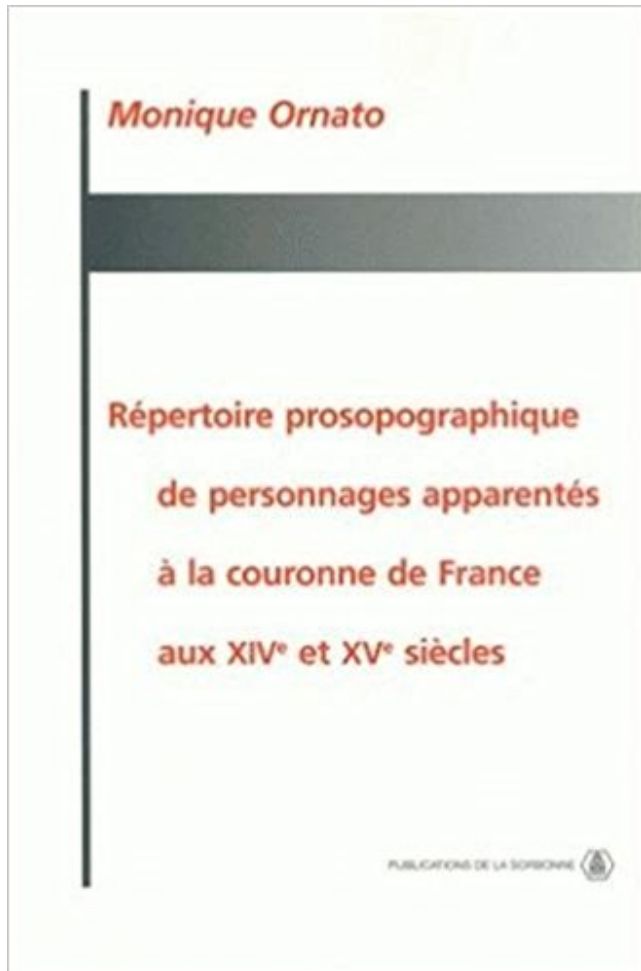 Monique Ornato
Répertoire prosopographique
de personnages apparentés
à la couronne de France
aux XIVᵉ et XVᵉ siècles
PUBLICATIONS DE LA SORBONNE